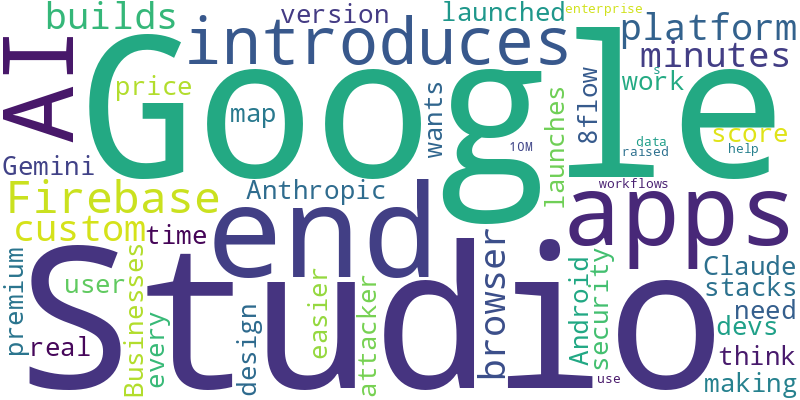 enterprise
builds
version
launched
introduces
platform
AI
Google
minutes
price
map
wants
8flow
work
launches
10M
score
data
raised
help
Gemini
Firebase
Anthropic
workflows
custom
time
end
apps
Studio
premium
user
Businesses
every
design
easier
attacker
browser
Android
security
Claude
stacks
need
devs
real
think
use
making